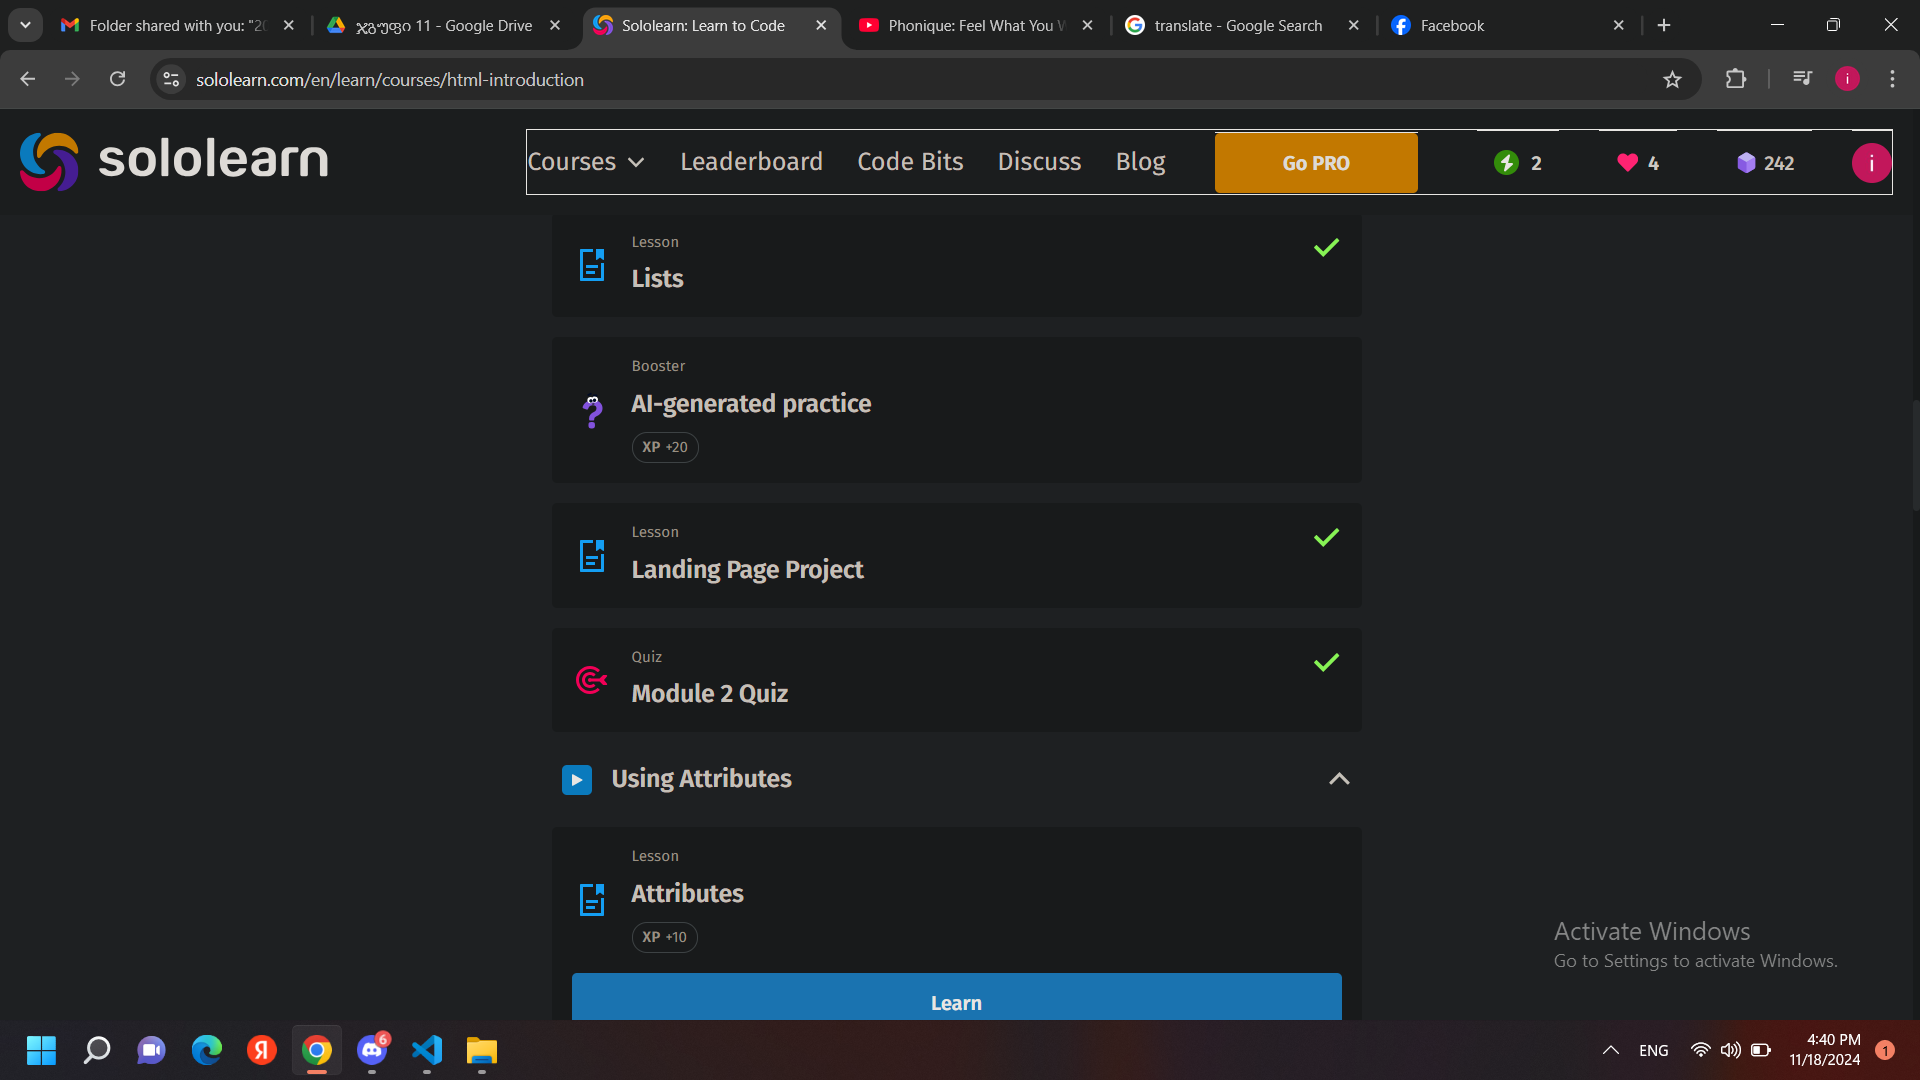 Folder shared with you: "20
ჯგუფი 11 - Google Drive
Sololearn: Learn to Code
Phonique: Feel What You W
translate - Google Search
Facebook
i
sololearn.com/en/learn/courses/html-introduction
sololearn
Courses
Leaderboard
Code Bits
Discuss
Blog
Go PRO
2
4
242
i
Lesson
Lists
Booster
AI-generated practice
XP +20
Lesson
Landing Page Project
Quiz
Module 2 Quiz
Using Attributes
Lesson
Attributes
XP +10
Learn
Activate Windows
Go to Settings to activate Windows.
Я
6
ENG
4:40 PM
11/18/2024
1